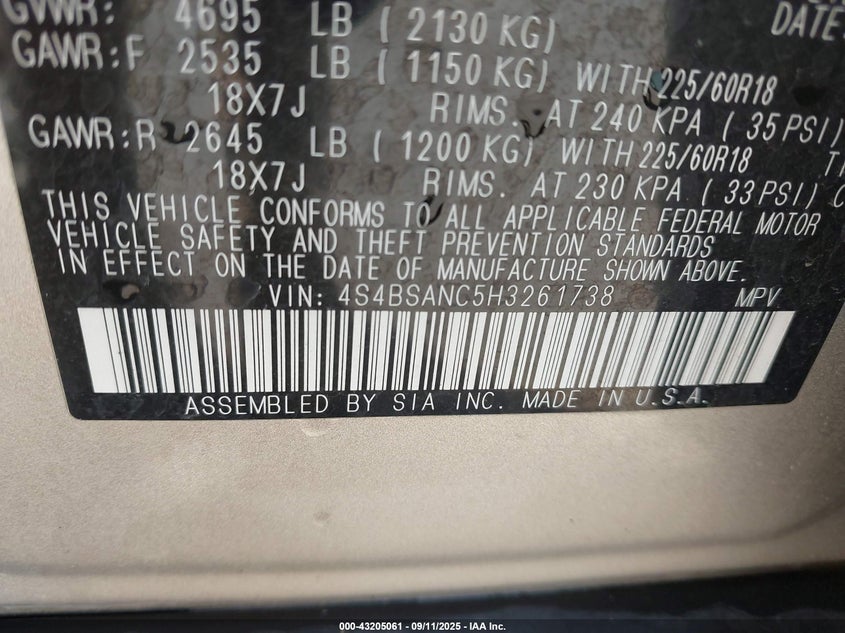 GVWR: 4695 LB ( 2130 KG)
DATE:
GAWR:F 2535 LB ( 1150 KG) WITH 225/60R18
18X7J RIMS. AT 240 KPA ( 35 PSI)
GAWR:R 2645 LB ( 1200 KG) WITH 225/60R18
18X7J RIMS. AT 230 KPA ( 33 PSI)
THIS VEHICLE CONFORMS TO ALL APPLICABLE FEDERAL MOTOR
VEHICLE SAFETY AND THEFT PREVENTION STANDARDS
IN EFFECT ON THE DATE OF MANUFACTURE SHOWN ABOVE.
VIN: 4S4BSANC5H3261738 MPV
ASSEMBLED BY SIA INC. MADE IN U.S.A.
000-43205061 - 09/11/2025 - IAA Inc.